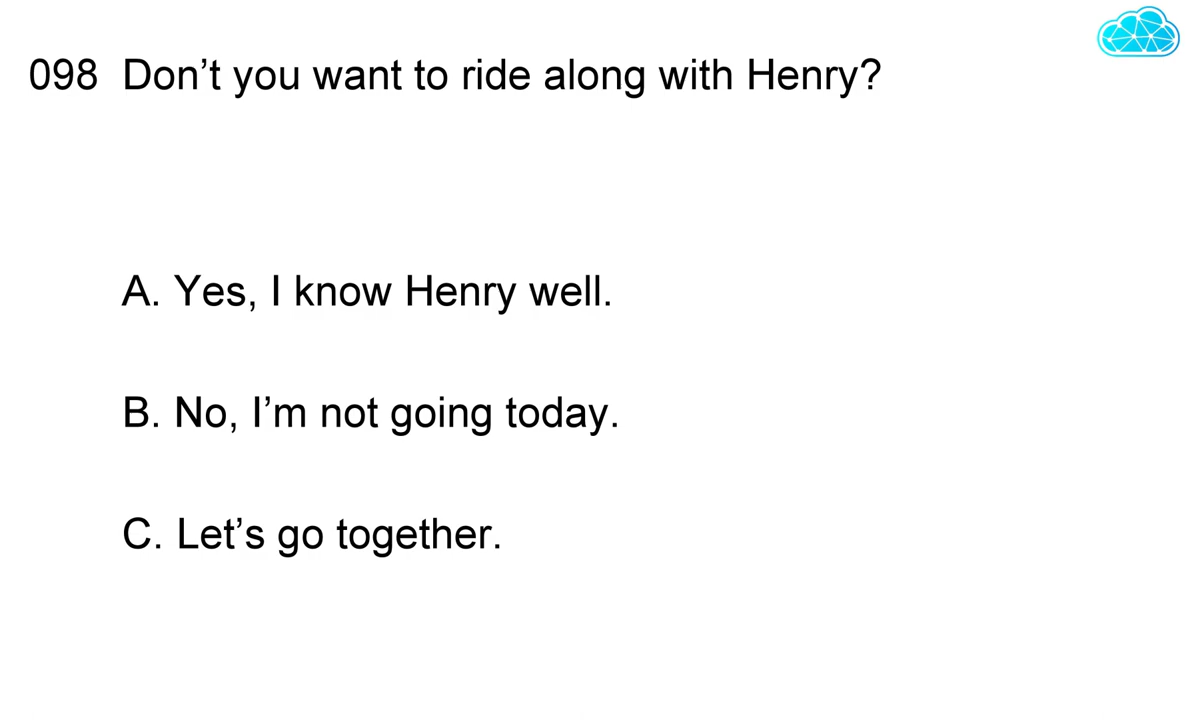 098 Don’t you want to ride along with Henry?
A. Yes, I know Henry well.
B. No, I’m not going today.
C. Let’s go together.